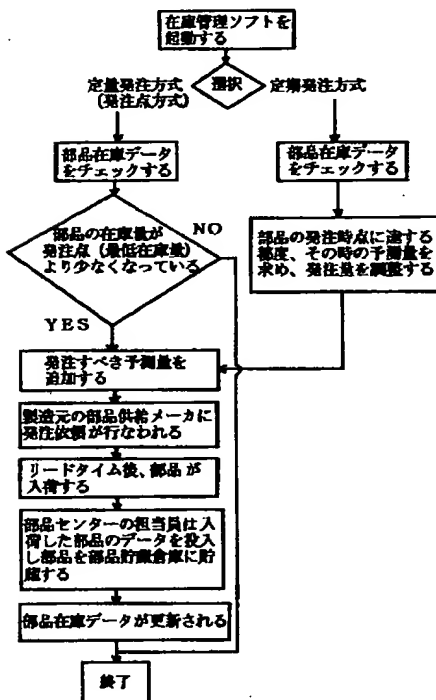 在庫管理ソフトを
起動する
選択
定量発注方式
(発注点方式)
定期発注方式
部品在庫データ
をチェックする
部品在庫データ
をチェックする
部品の在庫量が
発注点(最低在庫量)
より少なくなっている
NO
YES
部品の発注時点に達する
都度、その時の予測量を
求め、発注量を調整する
発注すべき予測量を
追加する
製造元の部品供給メーカに
発注依頼が行なわれる
リードタイム後、部品が
入荷する
部品センターの担当員は入
荷した部品のデータを投入
し部品を部品貯蔵倉庫に貯
蔵する
部品在庫データが更新される
終了